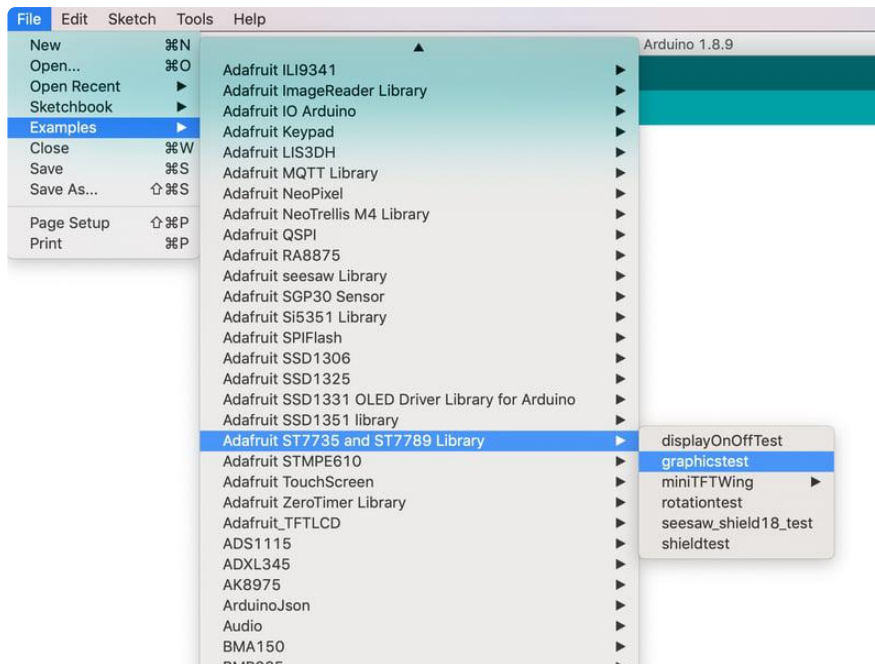 File Edit Sketch Tools Help
Arduino 1.8.9
New ⌘N
Open... ⌘O
Open Recent ▶
Sketchbook ▶
Examples ▶
Close ⌘W
Save ⌘S
Save As... ⇧⌘S
Page Setup ⇧⌘P
Print ⌘P
▲
Adafruit ILI9341 ▶
Adafruit ImageReader Library ▶
Adafruit IO Arduino ▶
Adafruit Keypad ▶
Adafruit LIS3DH ▶
Adafruit MQTT Library ▶
Adafruit NeoPixel ▶
Adafruit NeoTrellis M4 Library ▶
Adafruit QSPI ▶
Adafruit RA8875 ▶
Adafruit seesaw Library ▶
Adafruit SGP30 Sensor ▶
Adafruit Si5351 Library ▶
Adafruit SPIFlash ▶
Adafruit SSD1306 ▶
Adafruit SSD1325 ▶
Adafruit SSD1331 OLED Driver Library for Arduino ▶
Adafruit SSD1351 library ▶
Adafruit ST7735 and ST7789 Library ▶
Adafruit STMPE610 ▶
Adafruit TouchScreen ▶
Adafruit ZeroTimer Library ▶
Adafruit_TFTLCD ▶
ADS1115 ▶
ADXL345 ▶
AK8975 ▶
ArduinoJson ▶
Audio ▶
BMA150 ▶
displayOnOffTest
graphicstest
miniTFTWing ▶
rotationtest
seesaw_shield18_test
shieldtest